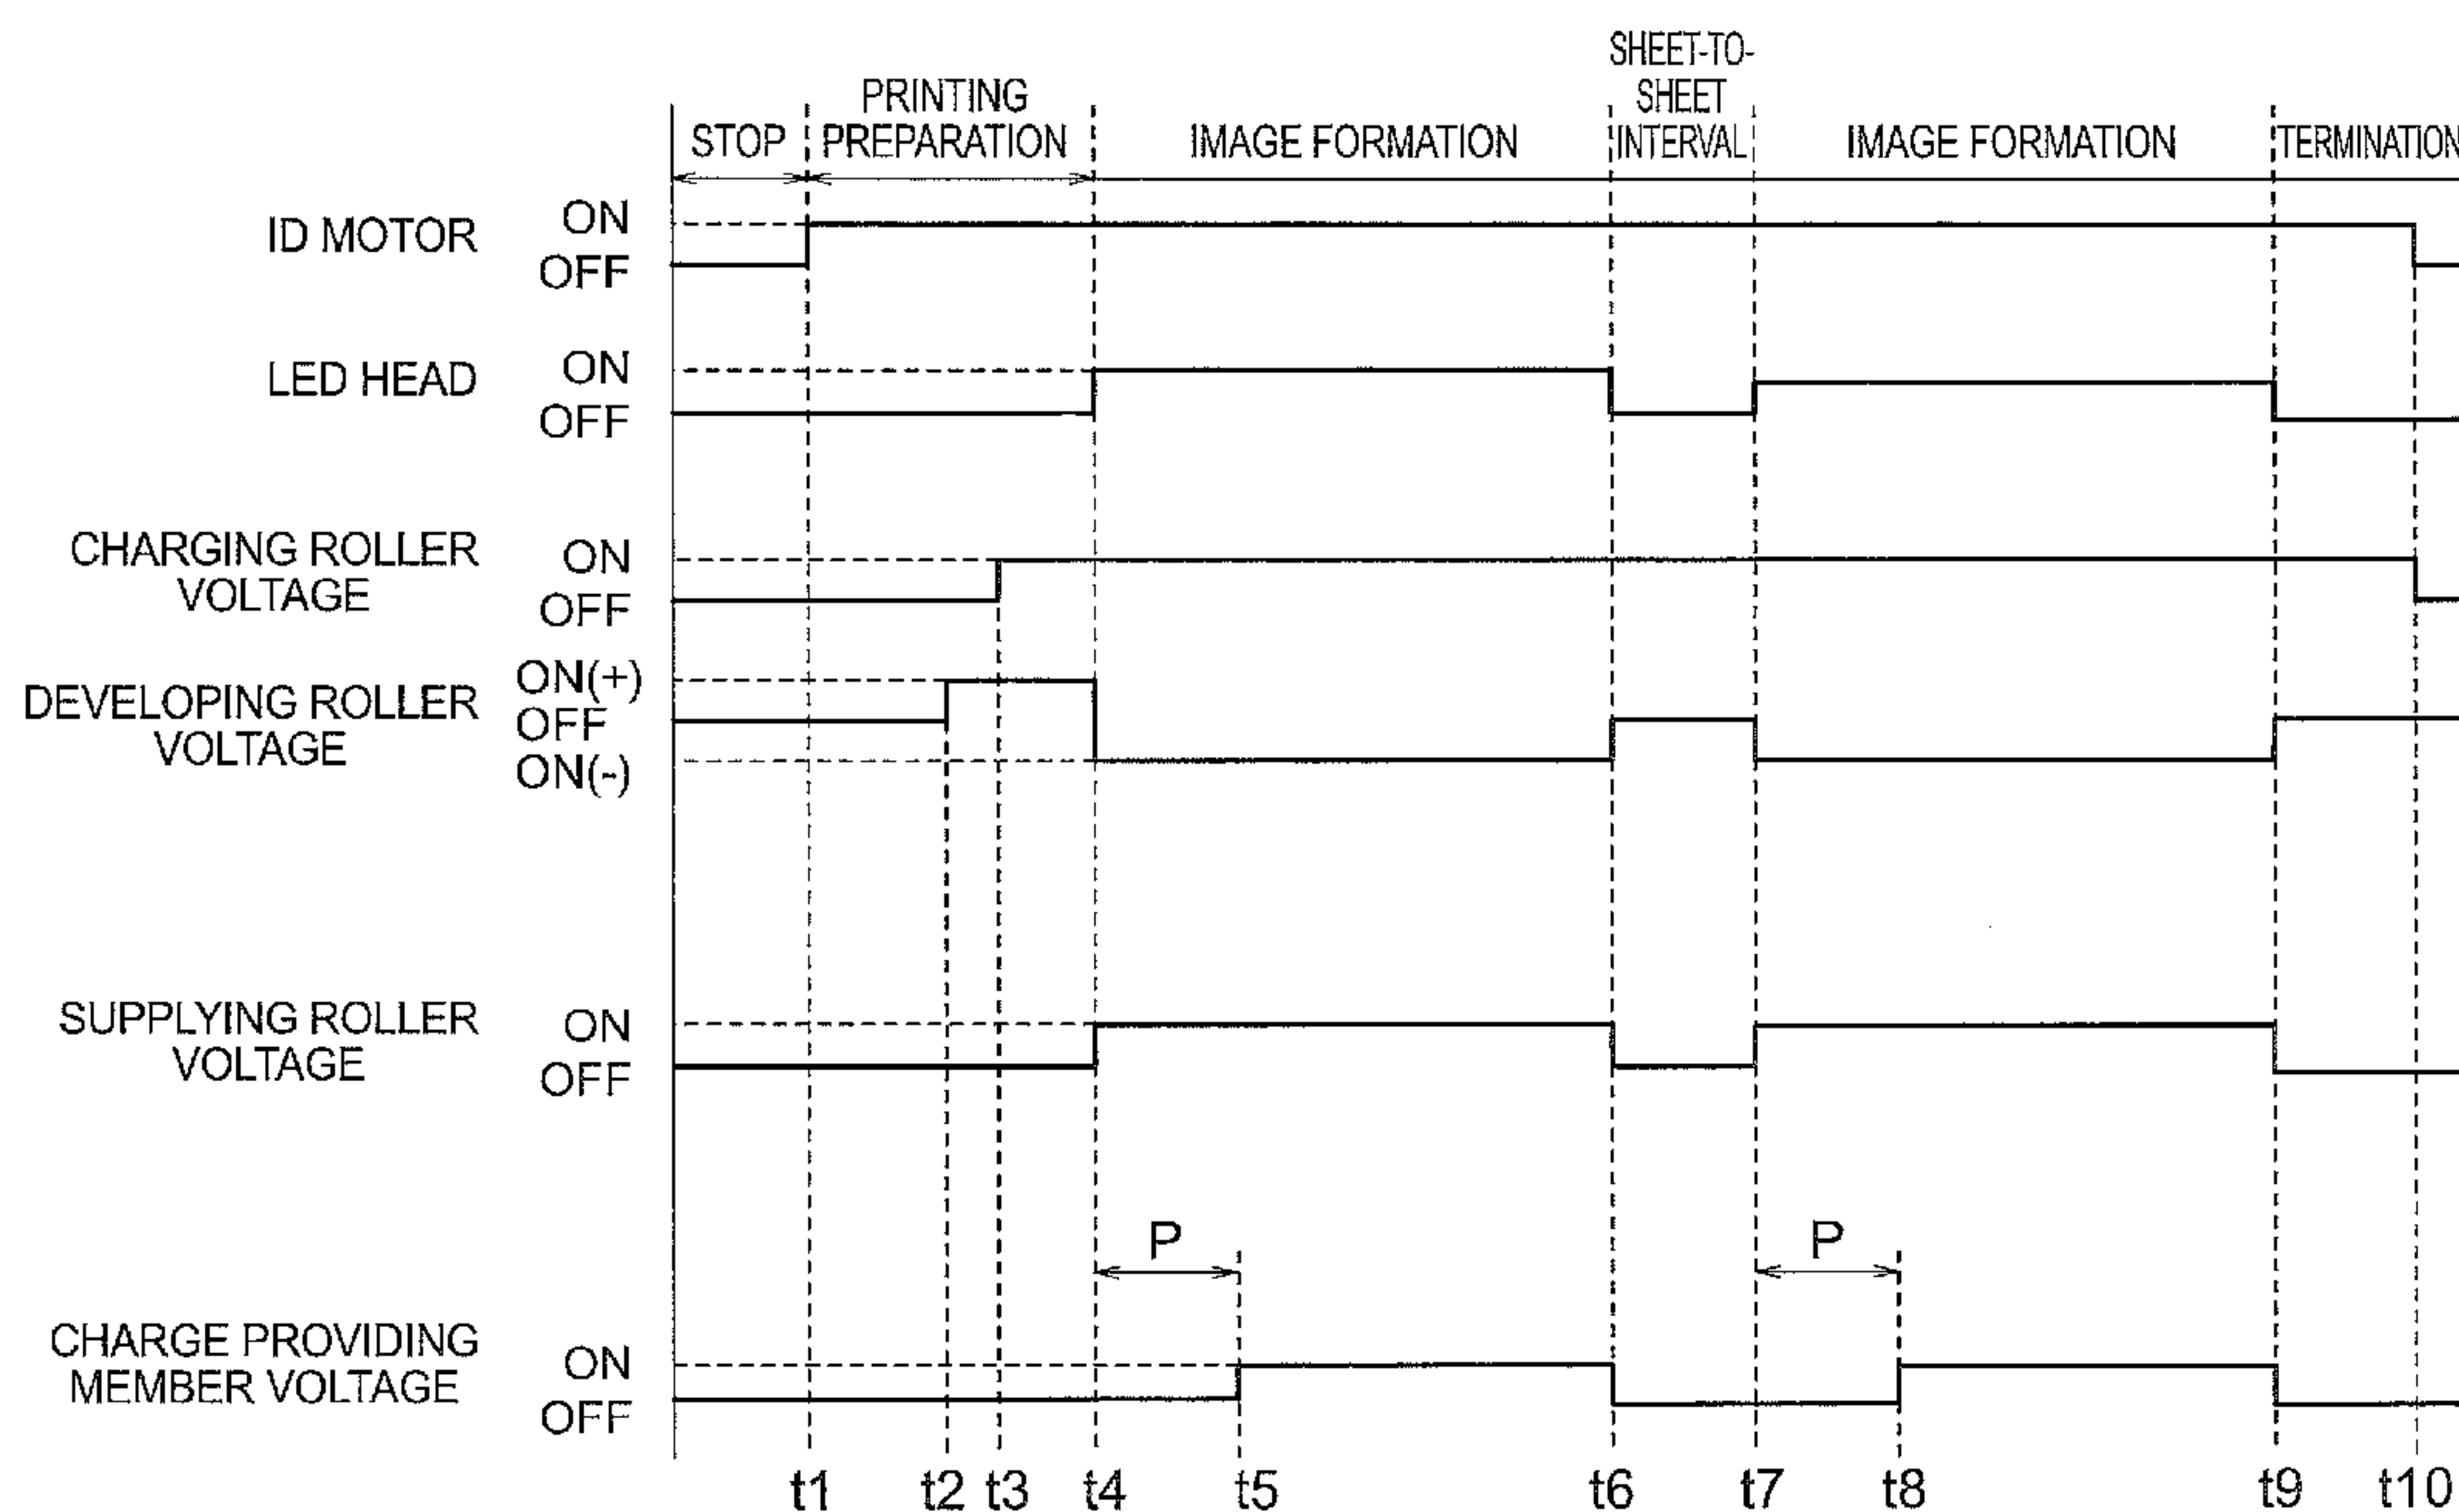 SHEET-TO-
SHEET
INTERVAL
PRINTING
PREPARATION
STOP
IMAGE FORMATION
IMAGE FORMATION
TERMINATION
ID MOTOR
ON
OFF
LED HEAD
ON
OFF
CHARGING ROLLER
VOLTAGE
ON
OFF
DEVELOPING ROLLER
VOLTAGE
ON(+)
OFF
ON(-)
SUPPLYING ROLLER
VOLTAGE
ON
OFF
P
P
CHARGE PROVIDING
MEMBER VOLTAGE
ON
OFF
t1 t2 t3 t4 t5 t6 t7 t8 t9 t10